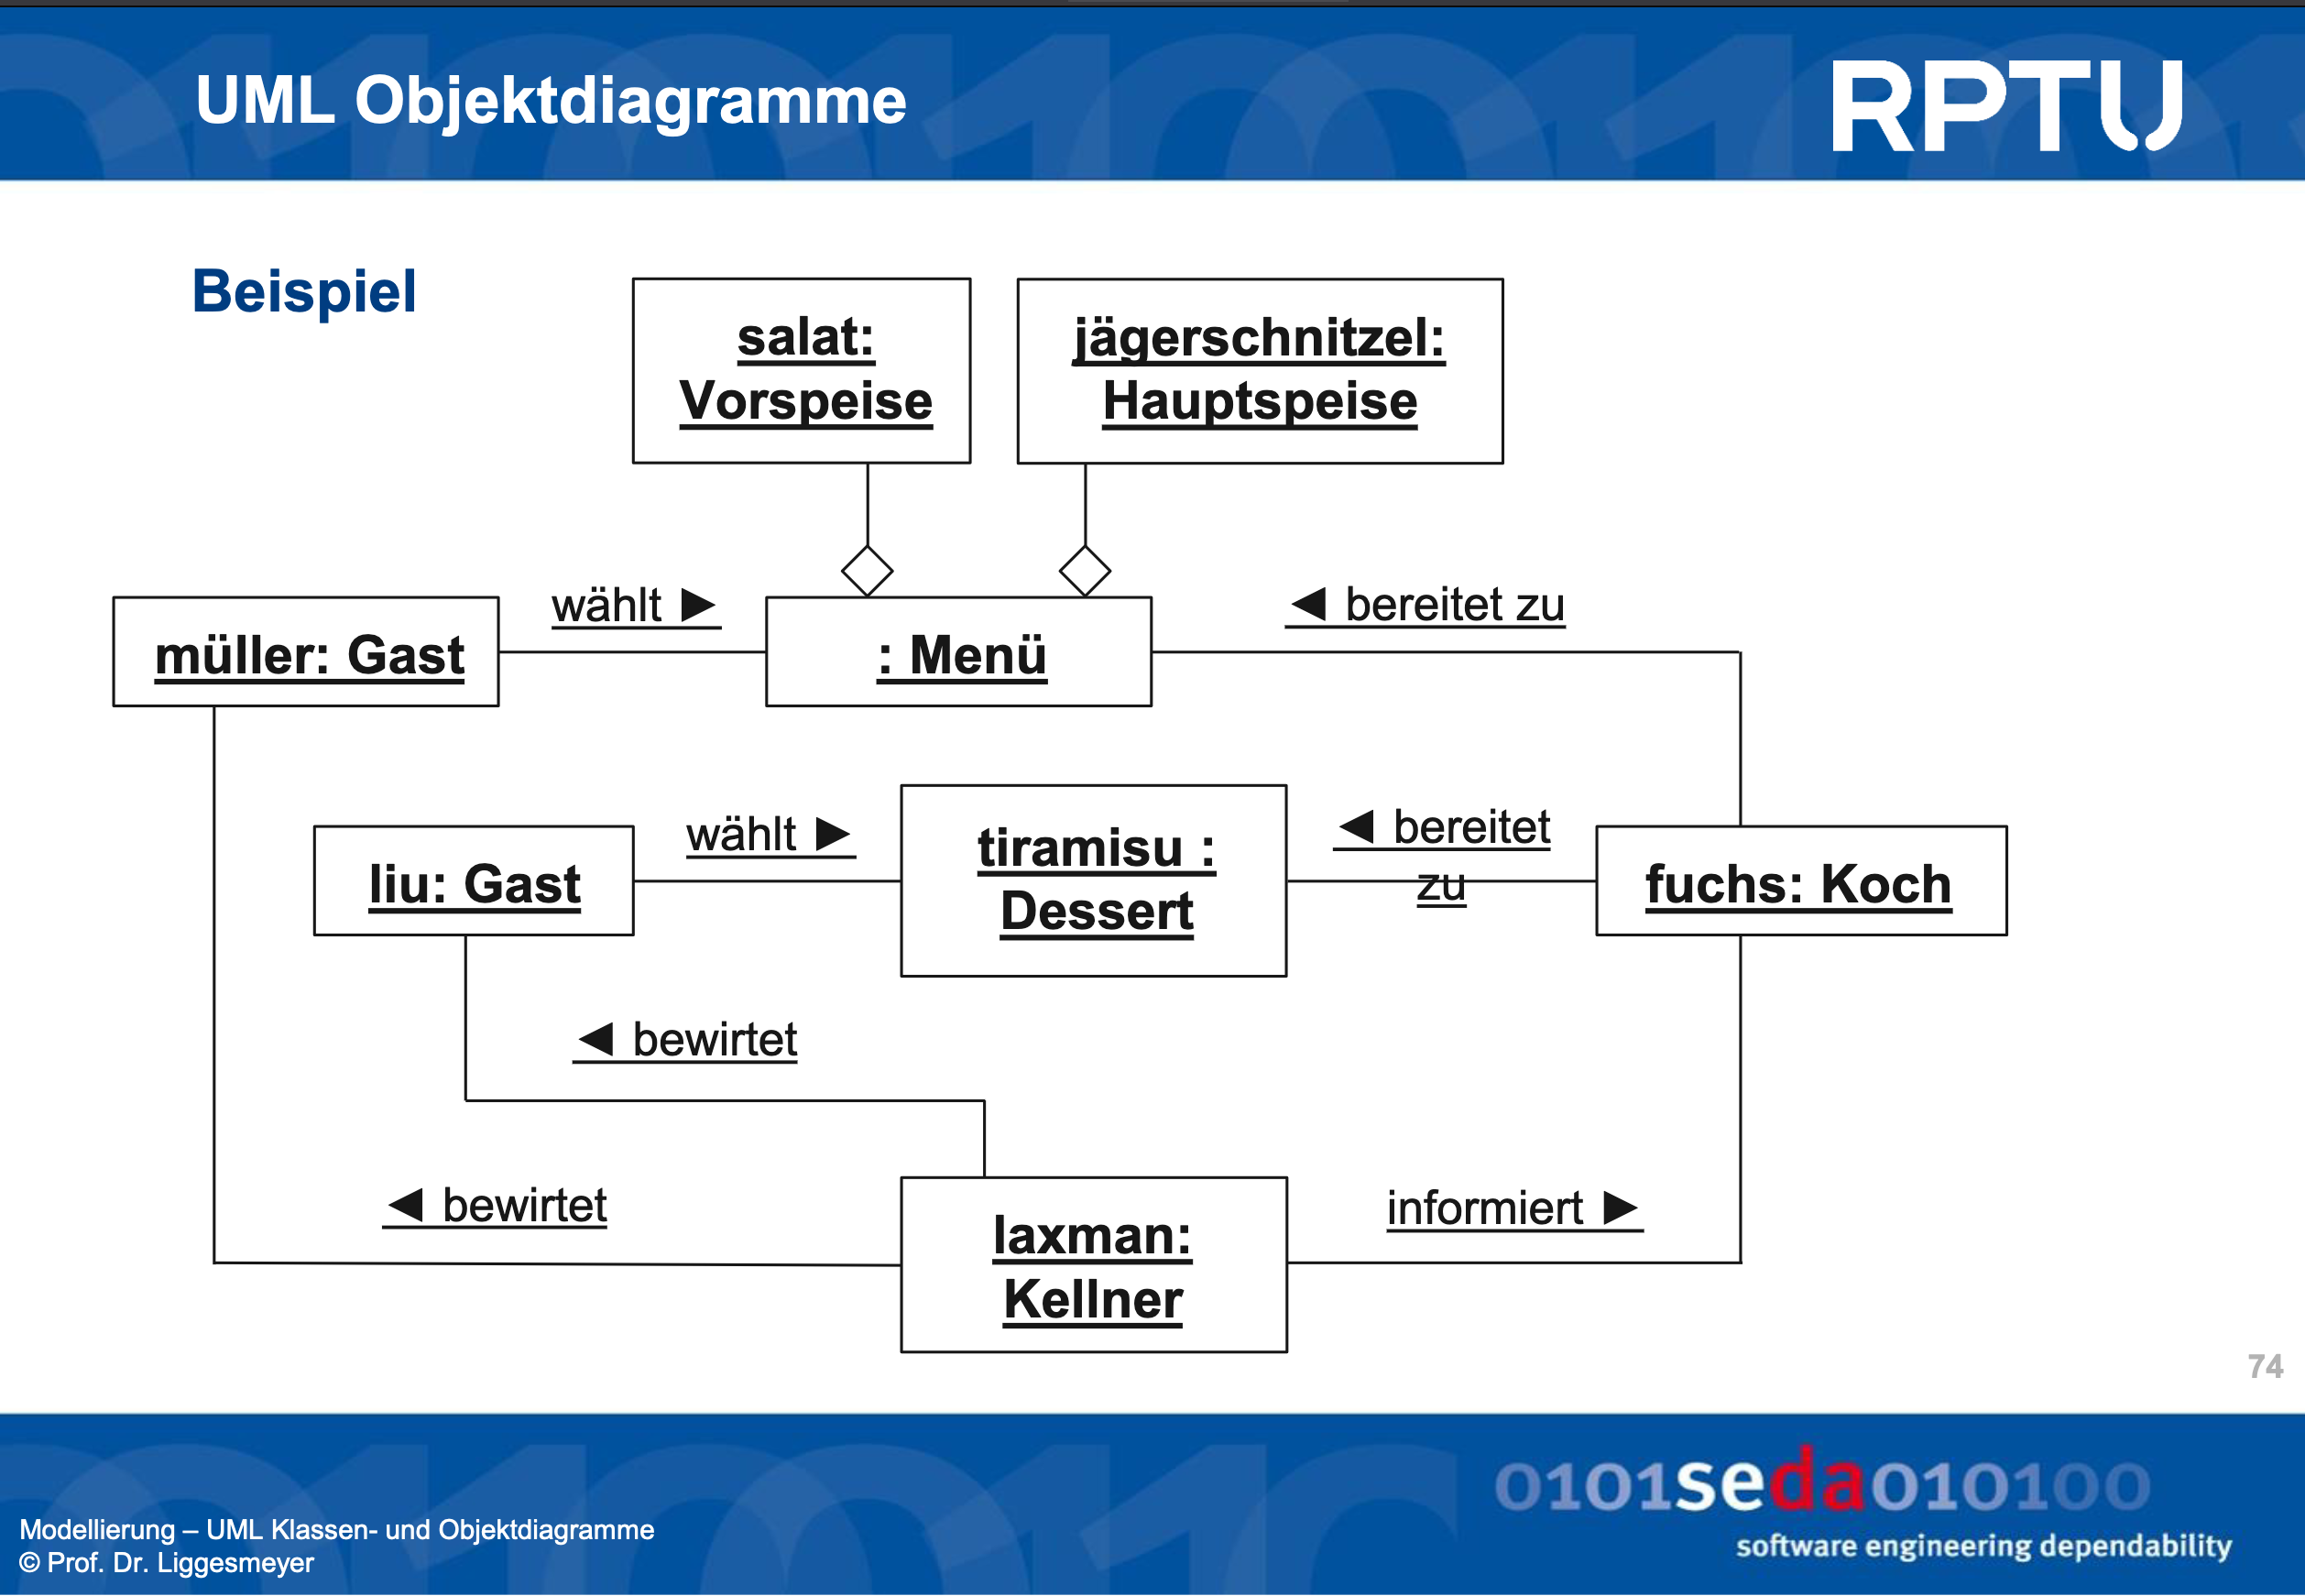 UML Objektdiagramme
RPTU
Beispiel
salat:
Vorspeise
jägerschnitzel:
Hauptspeise
wählt ►
◄ bereitet zu
müller: Gast
: Menü
wählt ►
tiramisu :
Dessert
◄ bereitet
zu
liu: Gast
fuchs: Koch
◄ bewirtet
◄ bewirtet
laxman:
Kellner
informiert ►
74
0101seda010100
software engineering dependability
Modellierung – UML Klassen- und Objektdiagramme
© Prof. Dr. Liggesmeyer